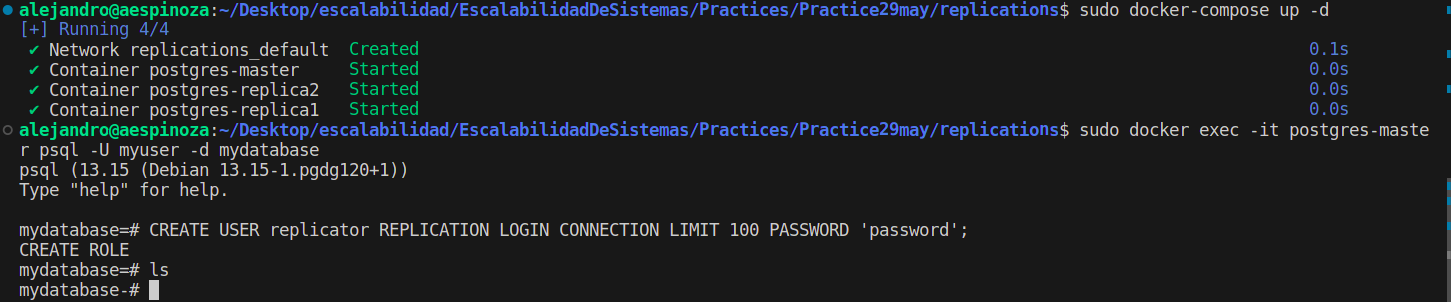 alejandro@aespinoza:~/Desktop/escalabilidad/EscalabilidadDeSistemas/Practices/Practice29may/replications$ sudo docker-compose up -d
[+] Running 4/4
✔ Network replications_default Created 0.1s
✔ Container postgres-master Started 0.0s
✔ Container postgres-replica2 Started 0.0s
✔ Container postgres-replica1 Started 0.0s
alejandro@aespinoza:~/Desktop/escalabilidad/EscalabilidadDeSistemas/Practices/Practice29may/replications$ sudo docker exec -it postgres-maste
r psql -U myuser -d mydatabase
psql (13.15 (Debian 13.15-1.pgdg120+1))
Type "help" for help.
mydatabase=# CREATE USER replicator REPLICATION LOGIN CONNECTION LIMIT 100 PASSWORD 'password';
CREATE ROLE
mydatabase=# ls
mydatabase-#